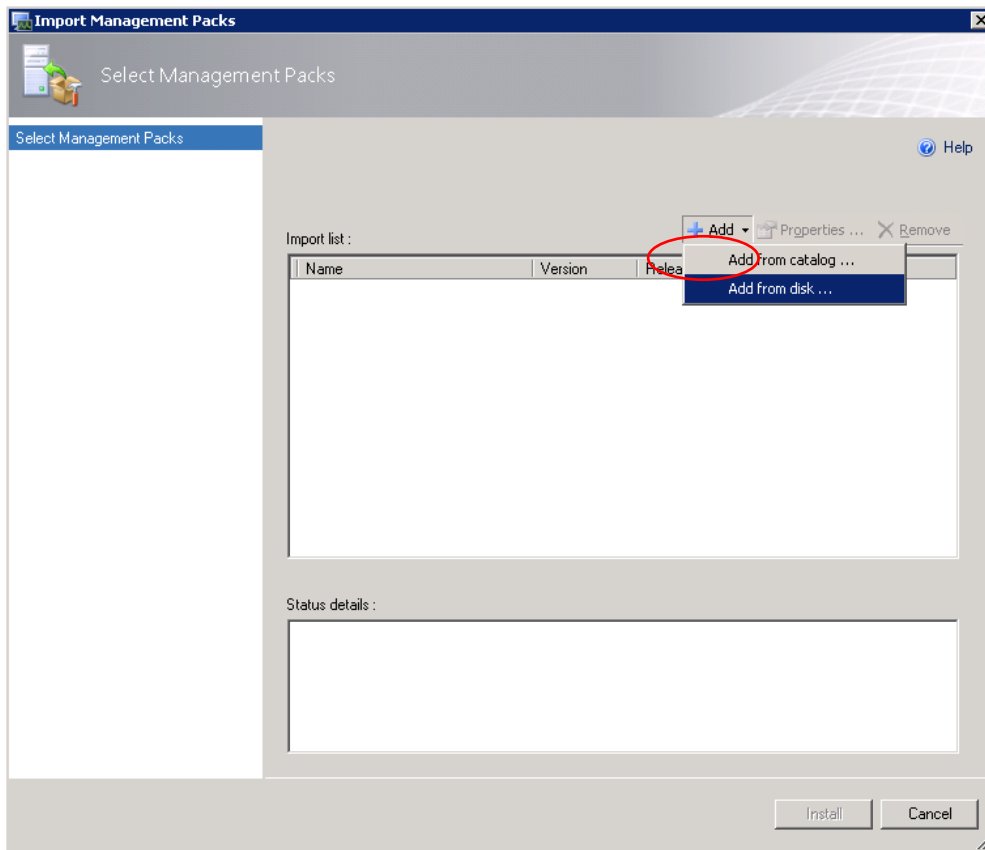 Import Management Packs
Select Management Packs
Select Management Packs
Help
Add Properties ... Remove
Import list :
Add from catalog ...
Name Version
Add from disk ...
Status details :
Install Cancel